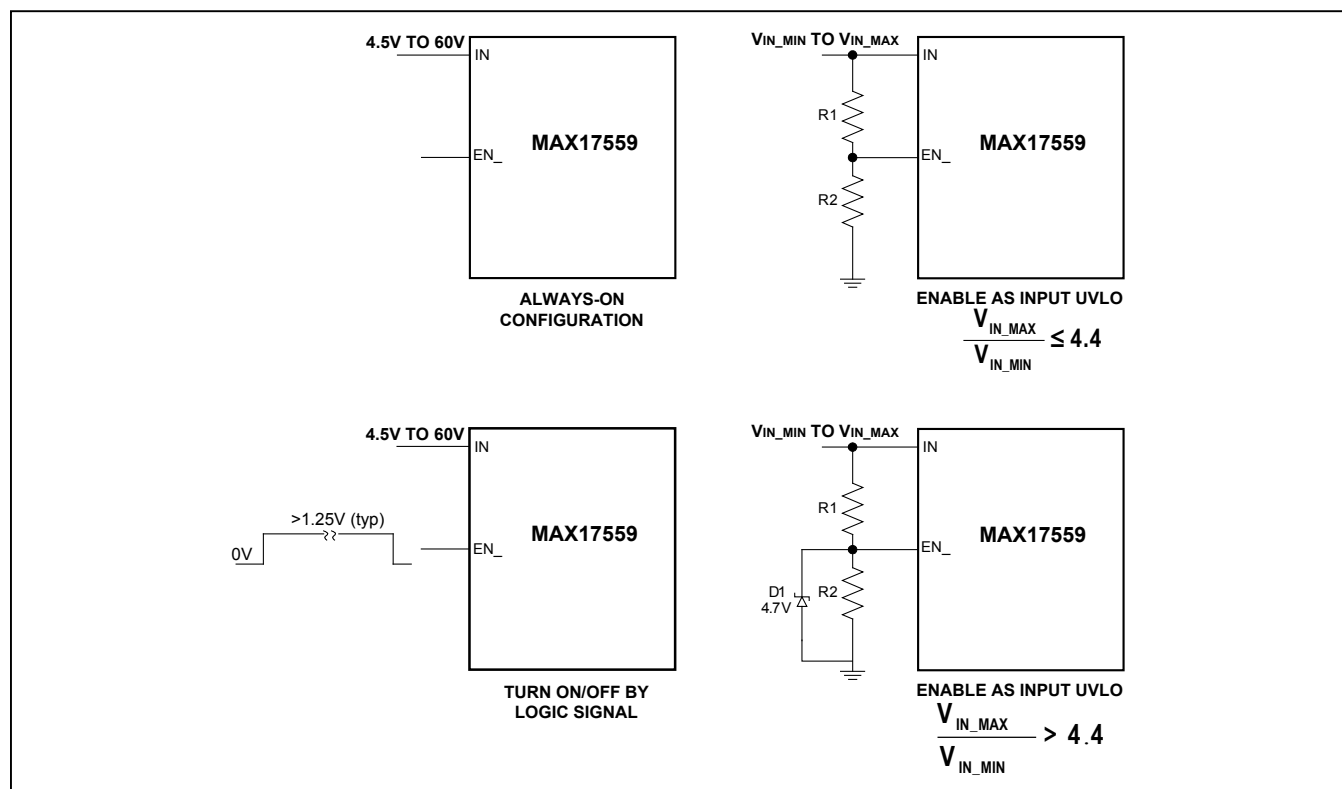 4.5V TO 60V
IN
EN_
MAX17559
ALWAYS-ON
CONFIGURATION
VIN_MIN TO VIN_MAX
IN
R1
EN_
MAX17559
R2
ENABLE AS INPUT UVLO
VIN_MAX
VIN_MIN
≤ 4.4
4.5V TO 60V
IN
MAX17559
>1.25V (typ)
0V
EN_
TURN ON/OFF BY
LOGIC SIGNAL
VIN_MIN TO VIN_MAX
IN
R1
MAX17559
EN_
D1
4.7V
R2
ENABLE AS INPUT UVLO
VIN_MAX
VIN_MIN
> 4.4